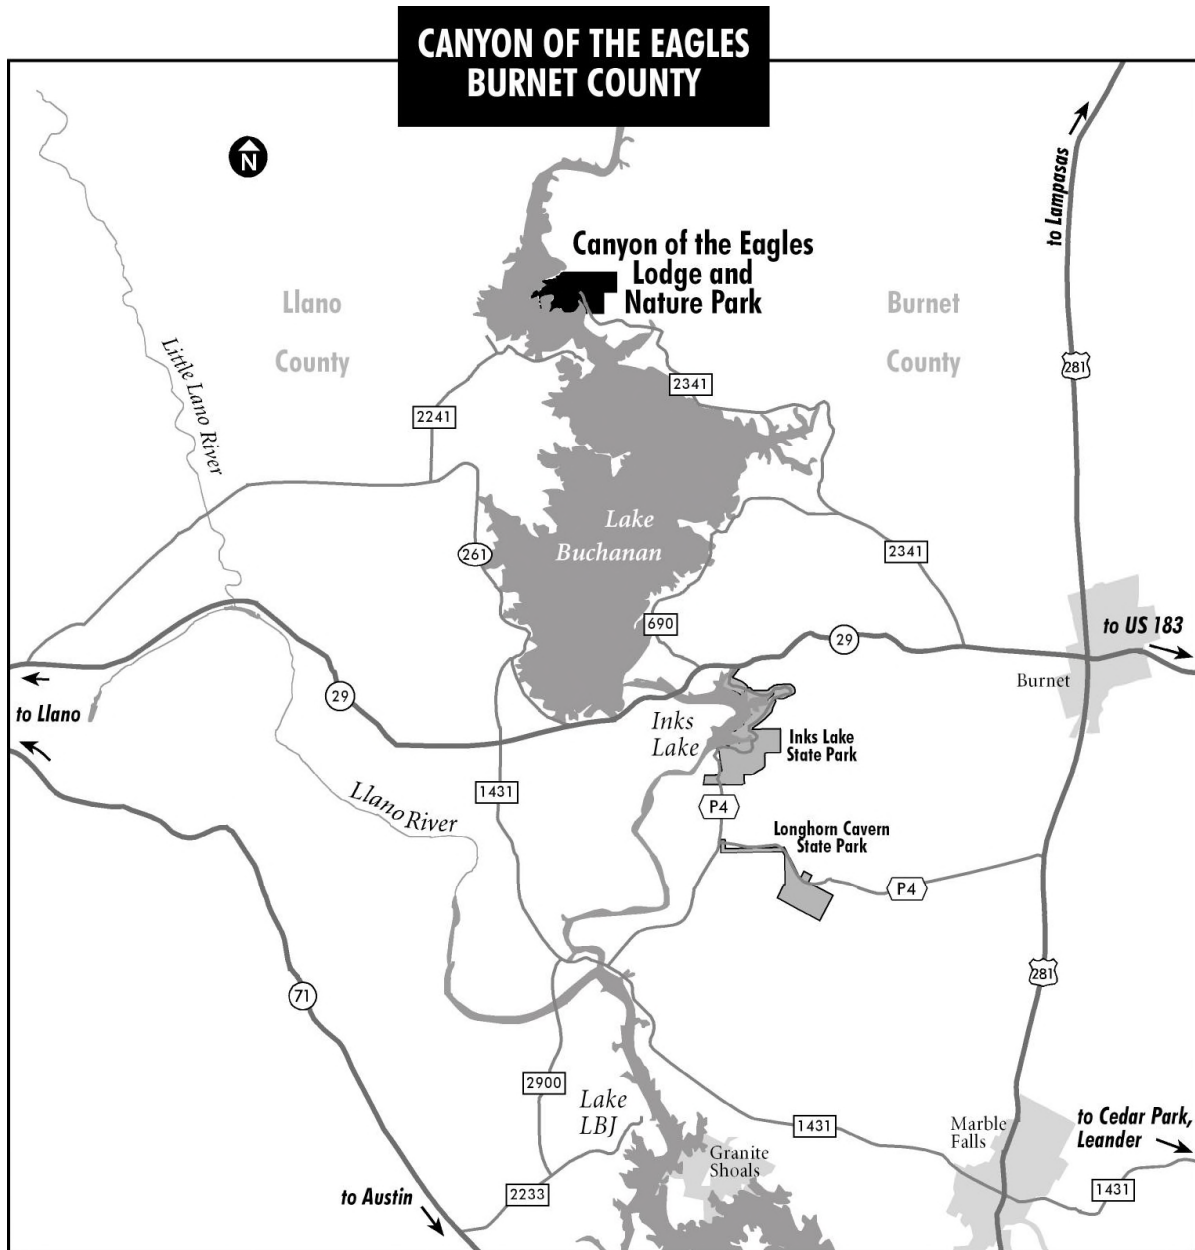 CANYON OF THE EAGLES
BURNET COUNTY
N
to Lampasas
Canyon of the Eagles
Lodge and
Nature Park
Llano
County
Burnet
County
Little Lano River
281
2341
2241
Lake
Buchanan
261
2341
690
29
to US 183
Burnet
29
to Llano
Inks
Lake
Inks Lake
State Park
1431
P4
Llano River
Longhorn Cavern
State Park
P4
281
71
2900
Lake
LBJ
1431
Marble
Falls
to Cedar Park,
Leander
Granite
Shoals
1431
2233
to Austin